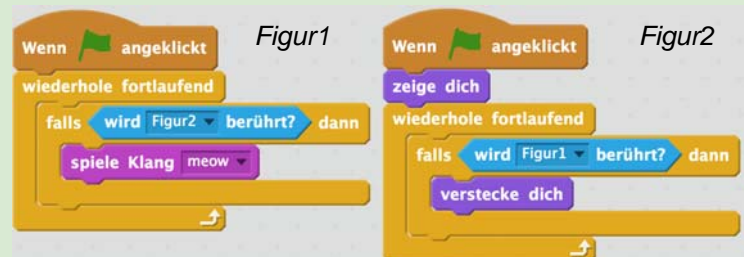 Figur1
Wenn angeklickt
wiederhole fortlaufend
falls wird Figur2 berührt? dann
spiele Klang meow
Figur2
Wenn angeklickt
zeige dich
wiederhole fortlaufend
falls wird Figur1 berührt? dann
verstecke dich